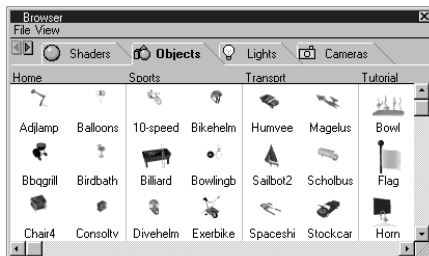 Browser
File View
Shaders Objects Lights Cameras
Home Sports Transprt Tutorial
Adjlamp Balloons 10-speed Bikehelm Humvee Magelus Bowl
Bbqgrill Birdbath Billiard Bowlingb Sailbot2 Scholbus Flag
Chair4 Consoltv Divehelm Exerbike Spaceshi Stockcar Horn